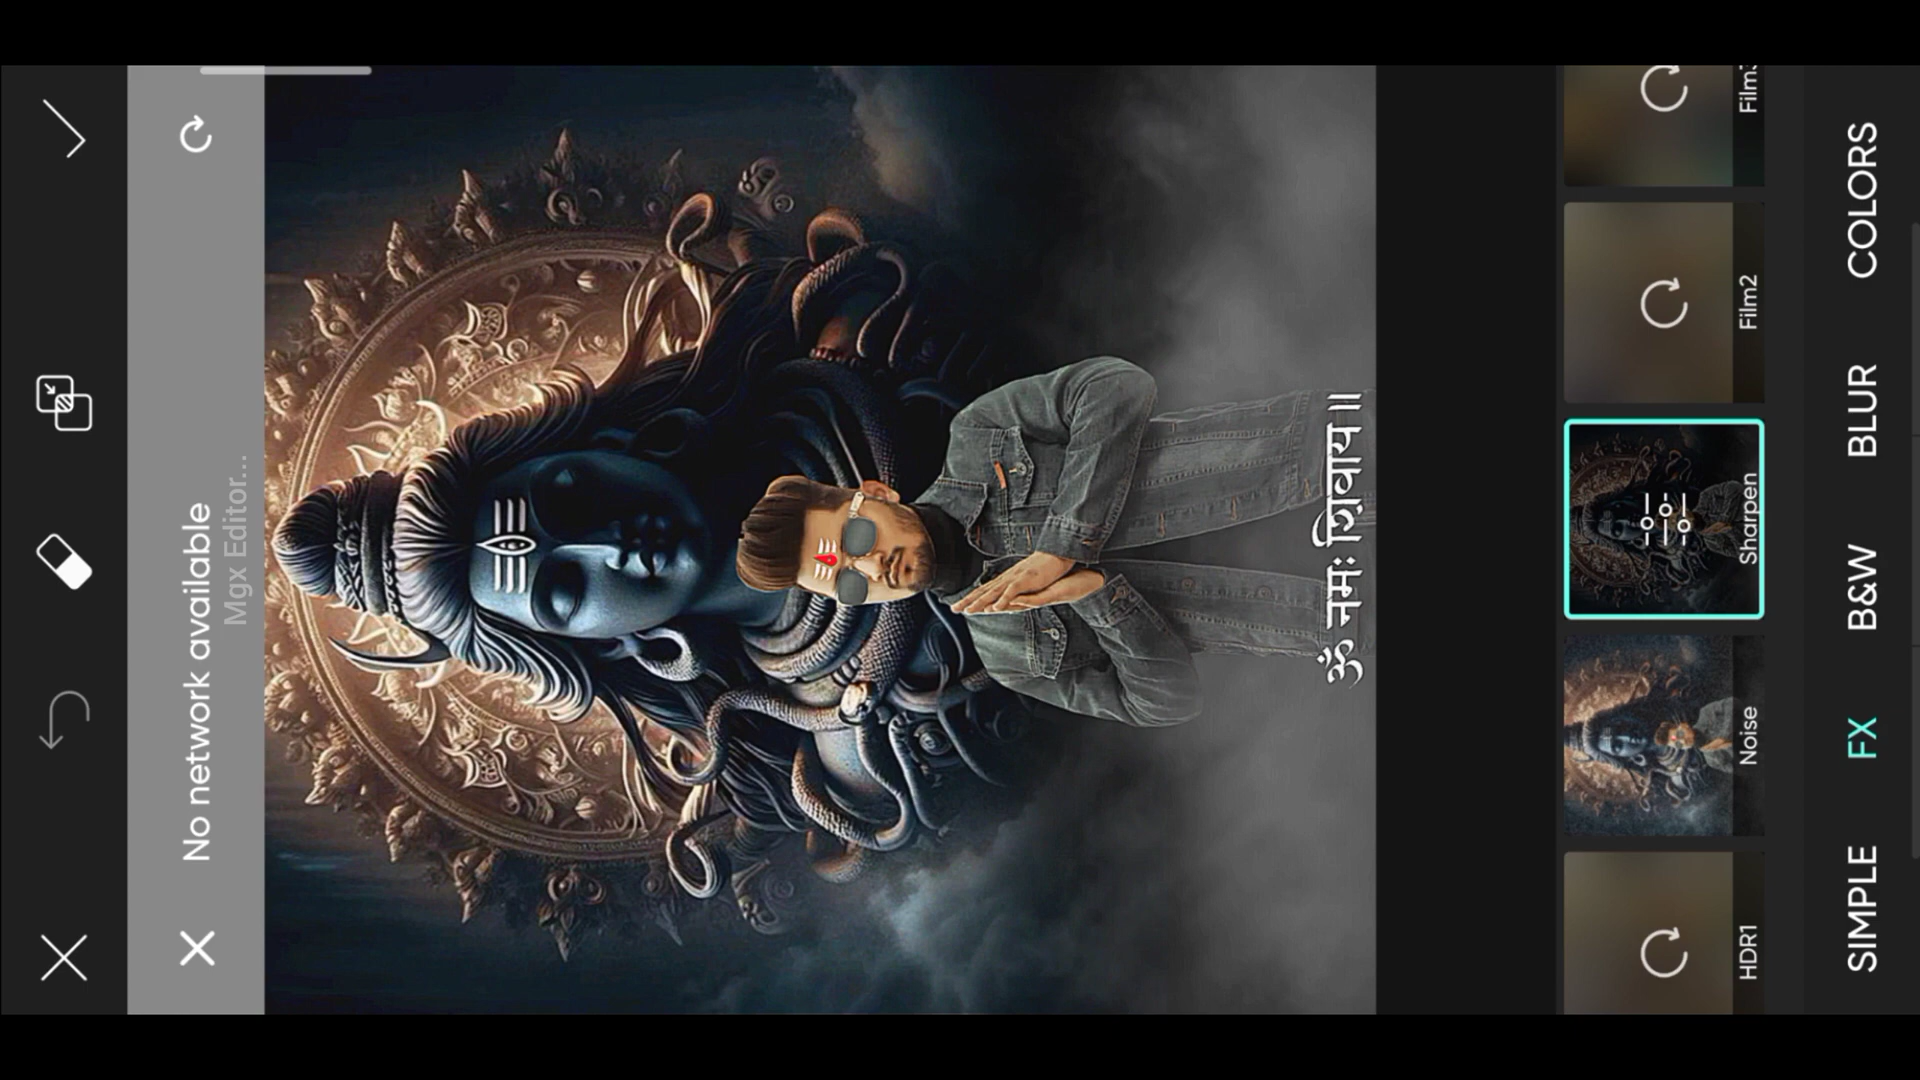 No network available
Mgx Editor...
ॐ नमः शिवाय॥
HDR1
Noise
Sharpen
Film2
Film3
SIMPLE
FX
B&W
BLUR
COLORS